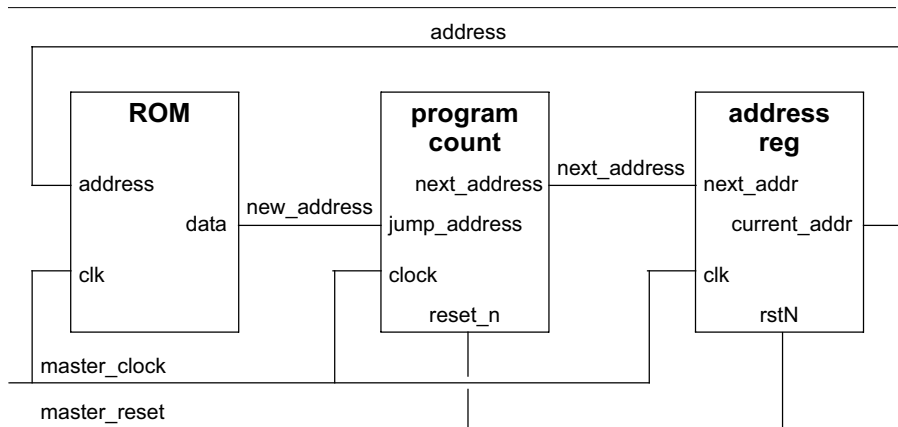 address
ROM
address
data
clk
new_address
program
count
next_address
jump_address
clock
reset_n
next_address
address
reg
next_addr
current_addr
clk
rstN
master_clock
master_reset